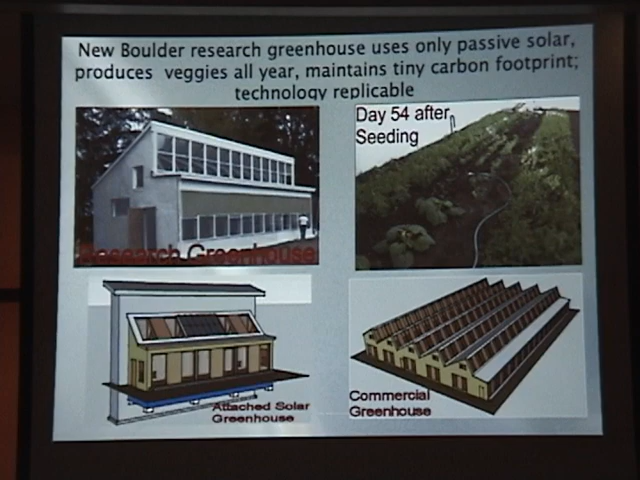 New Boulder research greenhouse uses only passive solar,
produces veggies all year, maintains tiny carbon footprint;
technology replicable
Research Greenhouse
Day 54 after
Seeding
Attached Solar
Greenhouse
Commercial
Greenhouse